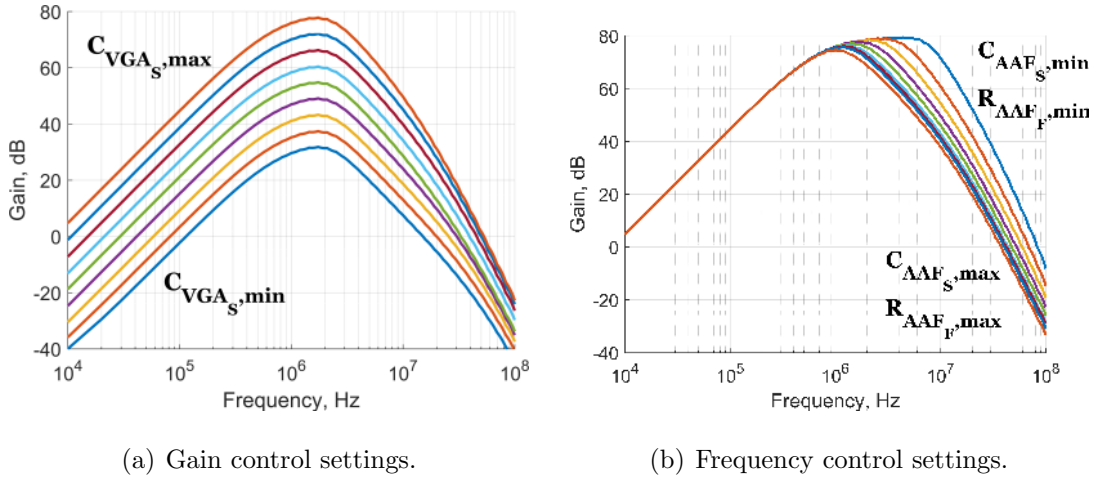 80
60
40
20
0
-20
-40
Gain, dB
C_VGA_S,max
C_VGA_S,min
10^4 10^5 10^6 10^7 10^8
Frequency, Hz
(a) Gain control settings.
80
60
40
20
0
-20
-40
Gain, dB
C_AAF_S,min
R_AAF_F,min
C_AAF_S,max
R_AAF_F,max
10^4 10^5 10^6 10^7 10^8
Frequency, Hz
(b) Frequency control settings.